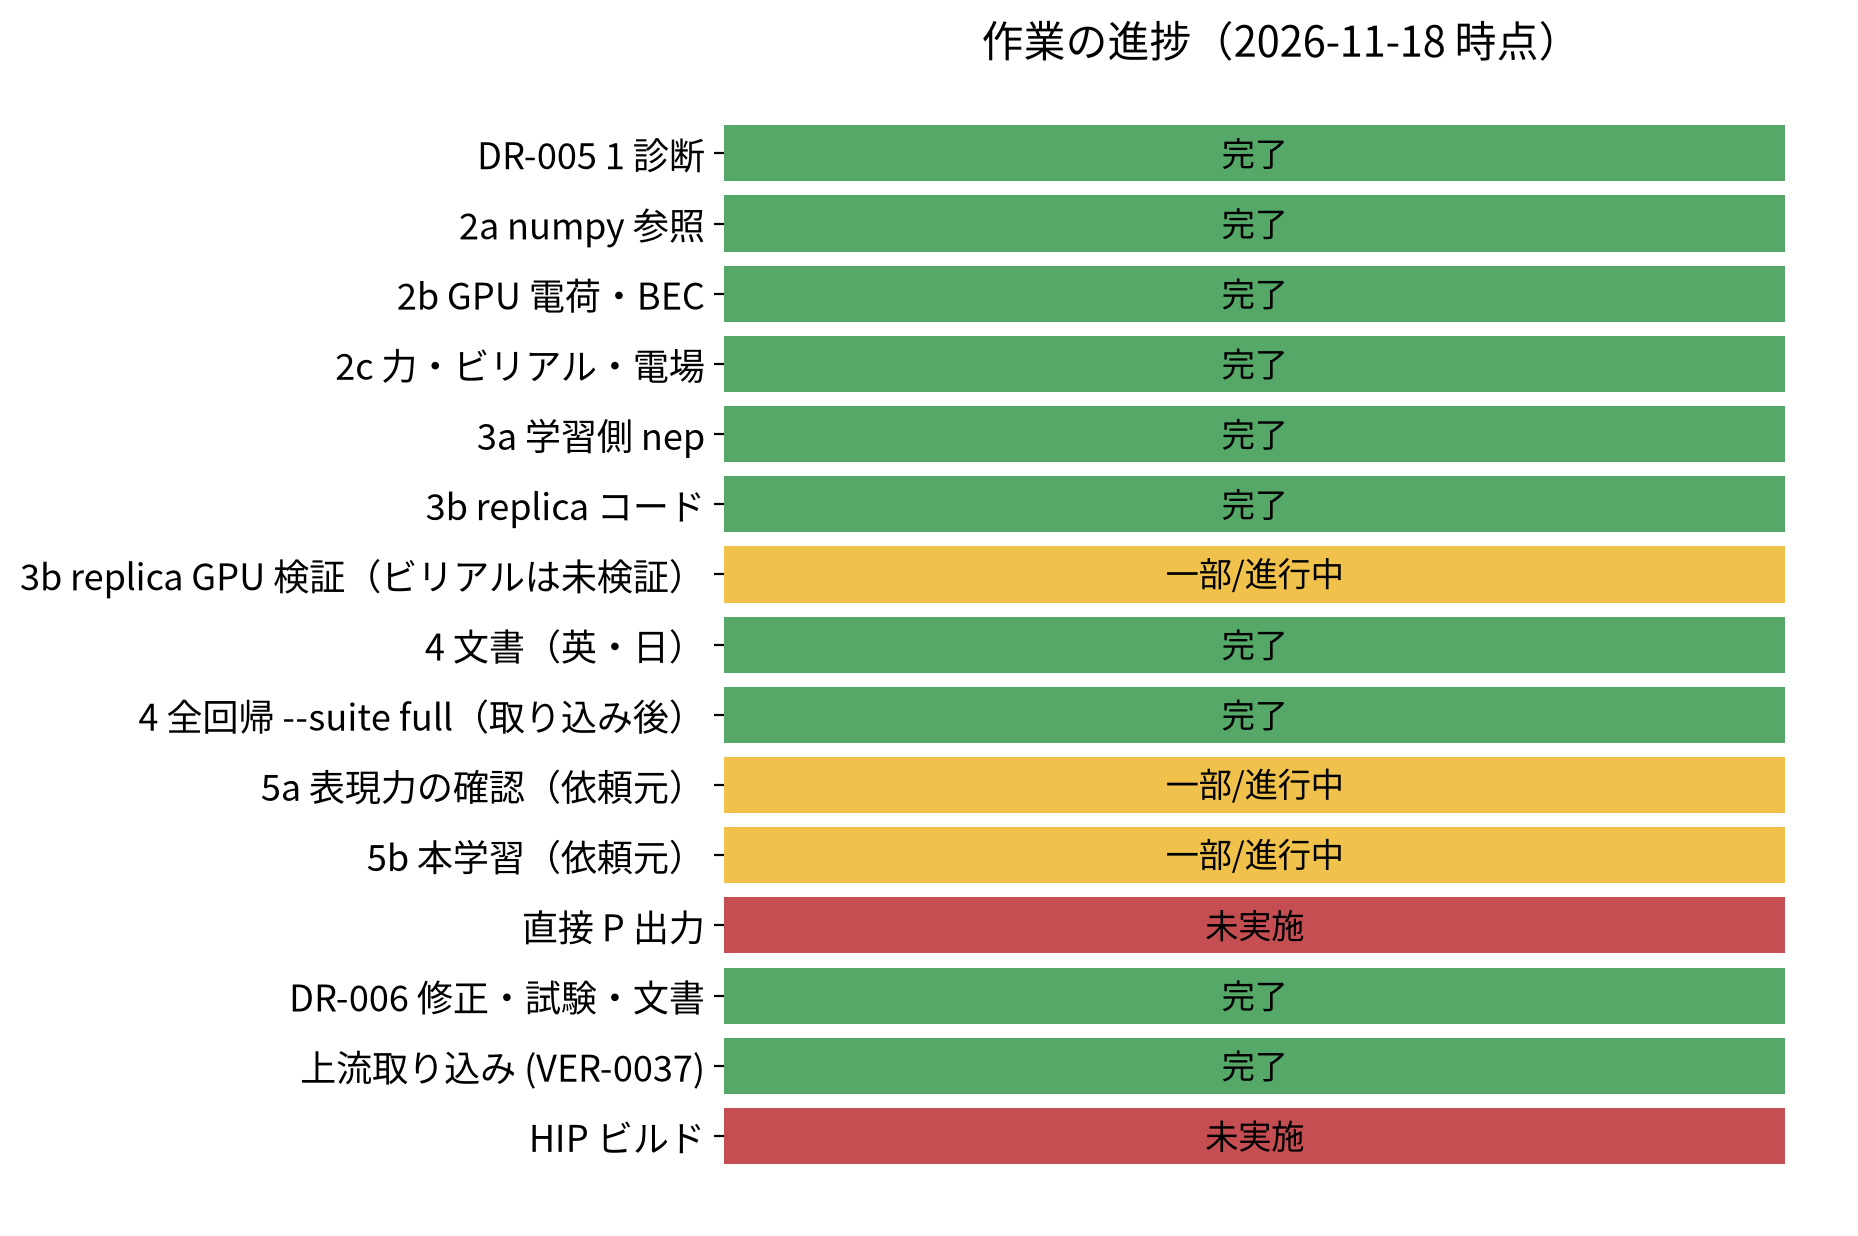 作業の進捗（2026-11-18 時点）
DR-005 1 診断 完了
2a numpy 参照 完了
2b GPU 電荷・BEC 完了
2c 力・ビリアル・電場 完了
3a 学習側 nep 完了
3b replica コード 完了
3b replica GPU 検証（ビリアルは未検証） 一部/進行中
4 文書（英・日） 完了
4 全回帰 --suite full（取り込み後） 完了
5a 表現力の確認（依頼元） 一部/進行中
5b 本学習（依頼元） 一部/進行中
直接 P 出力 未実施
DR-006 修正・試験・文書 完了
上流取り込み (VER-0037) 完了
HIP ビルド 未実施